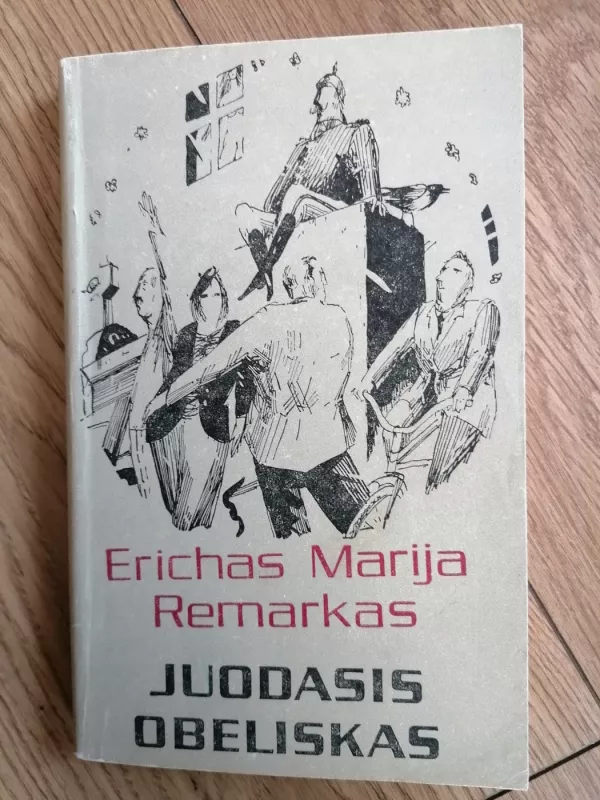 Erichas Marija
Remarkas
JUODASIS
OBELISKAS